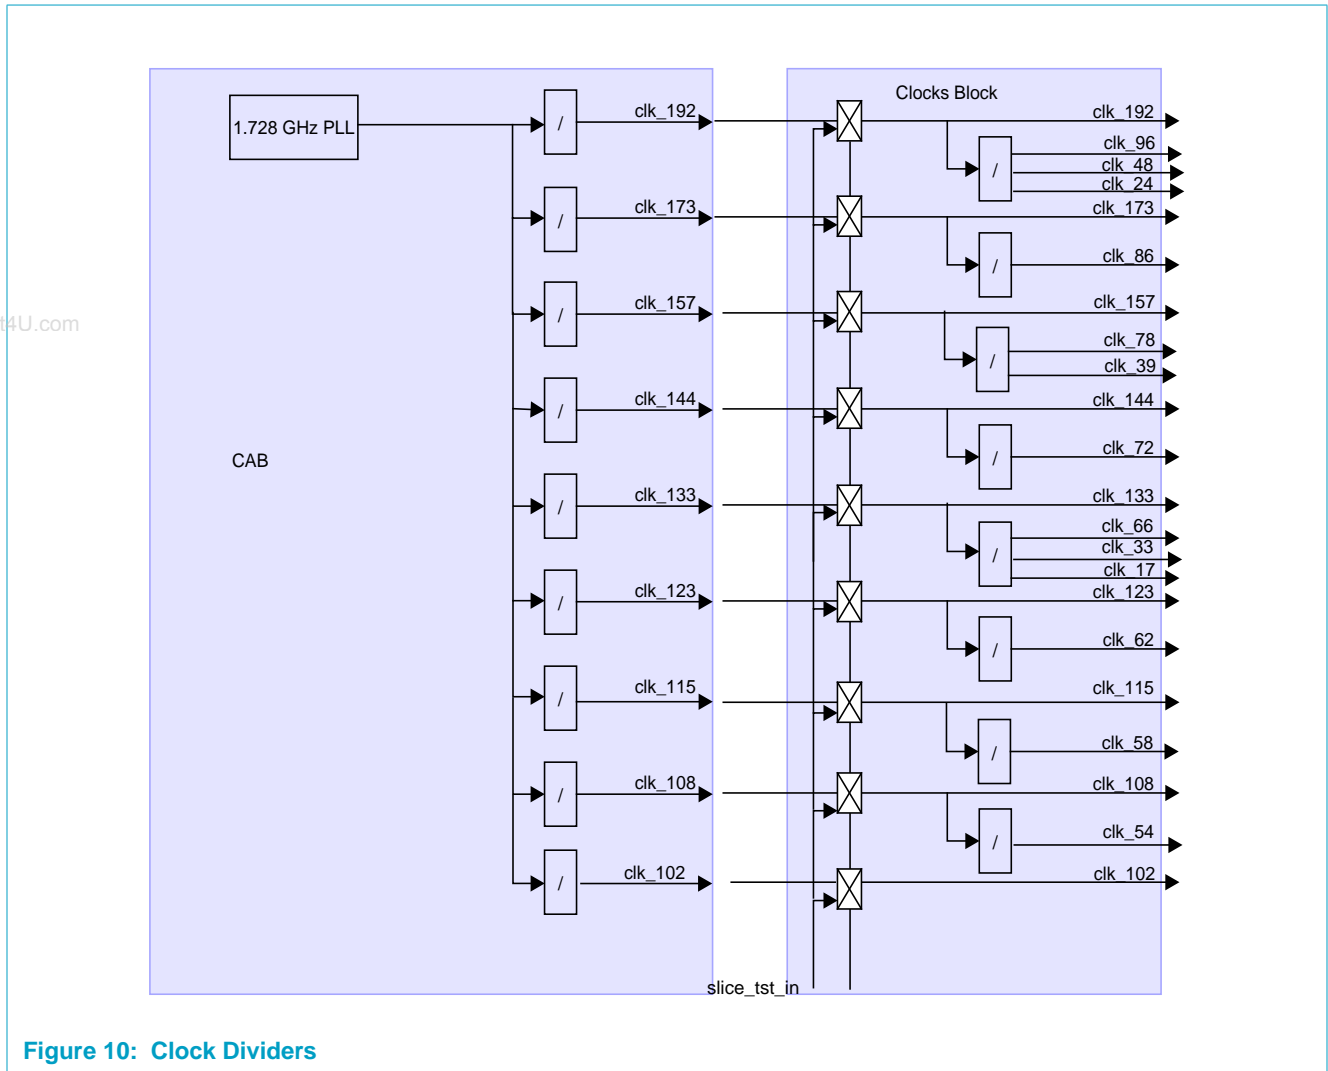 Clocks Block
1.728 GHz PLL
/
clk_192
clk_192
clk_96
/
clk_48
clk_24
/
clk_173
clk_173
/
clk_86
t4U.com
/
clk_157
clk_157
/
clk_78
clk_39
/
clk_144
clk_144
/
clk_72
CAB
/
clk_133
clk_133
/
clk_66
clk_33
clk_17
/
clk_123
clk_123
/
clk_62
/
clk_115
clk_115
/
clk_58
/
clk_108
clk_108
/
clk_54
/
clk_102
clk_102
slice_tst_in
Figure 10: Clock Dividers